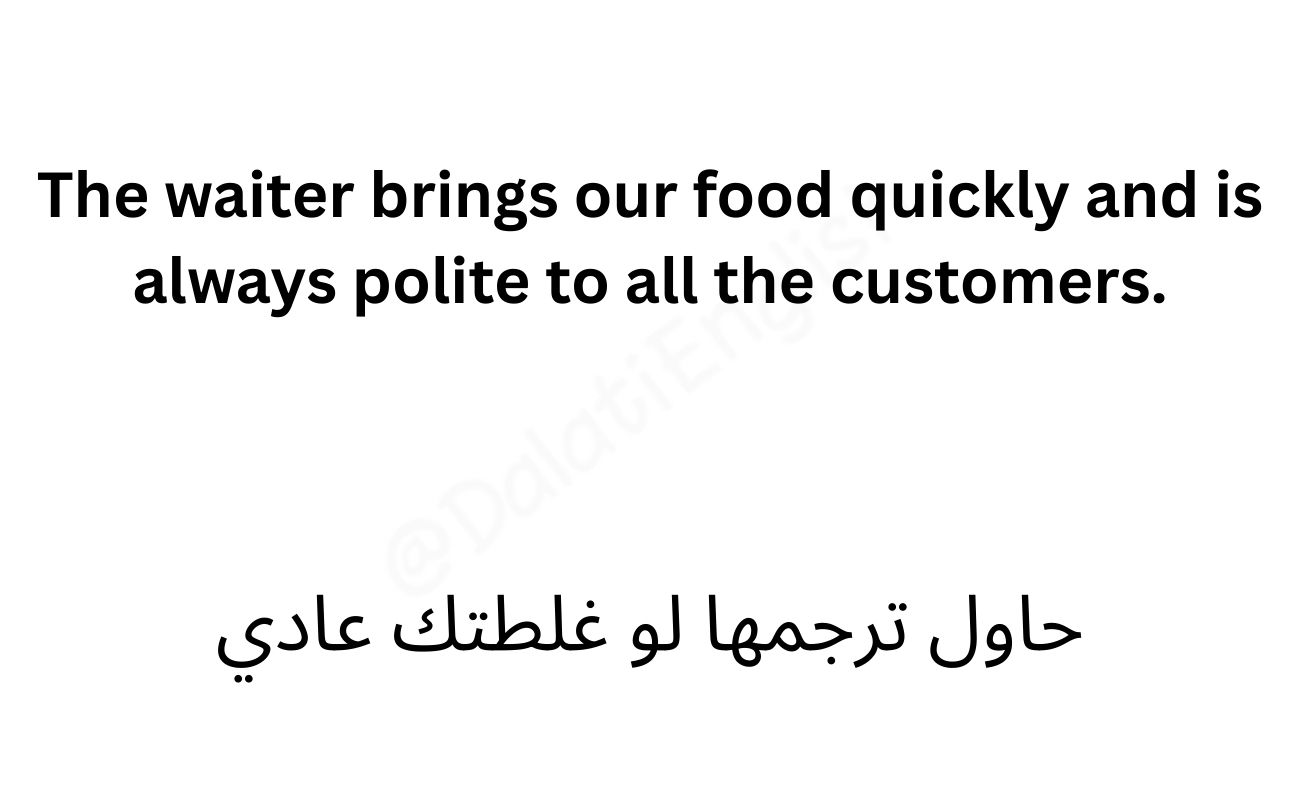 The waiter brings our food quickly and is
always polite to all the customers.
@DalatiEnglish
حاول ترجمها لو غلطتك عادي